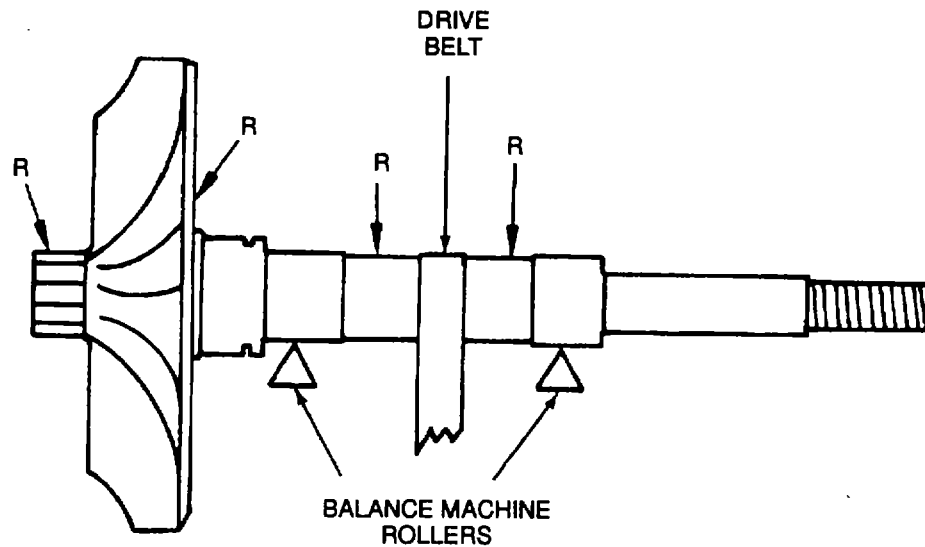 DRIVE
BELT
R
R
R
R
BALANCE MACHINE
ROLLERS